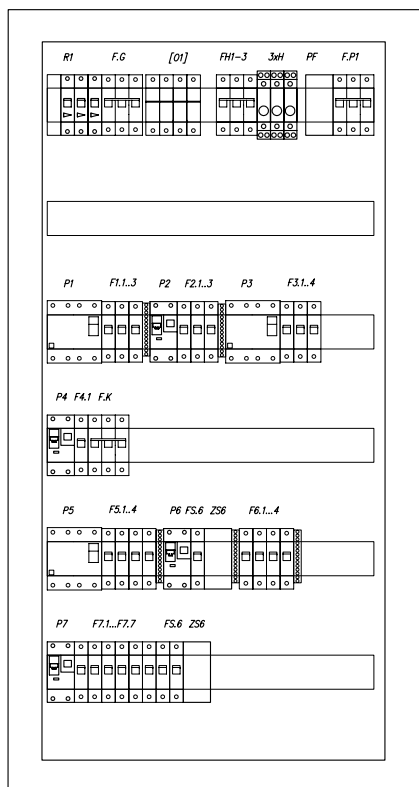 R1 F.G [O1] FH1-3 3xH PF F.P1
P1 F1.1..3 P2 F2.1..3 P3 F3.1..4
P4 F4.1 F.K
P5 F5.1..4 P6 FS.6 ZS6 F6.1...4
P7 F7.1...F7.7 FS.6 ZS6